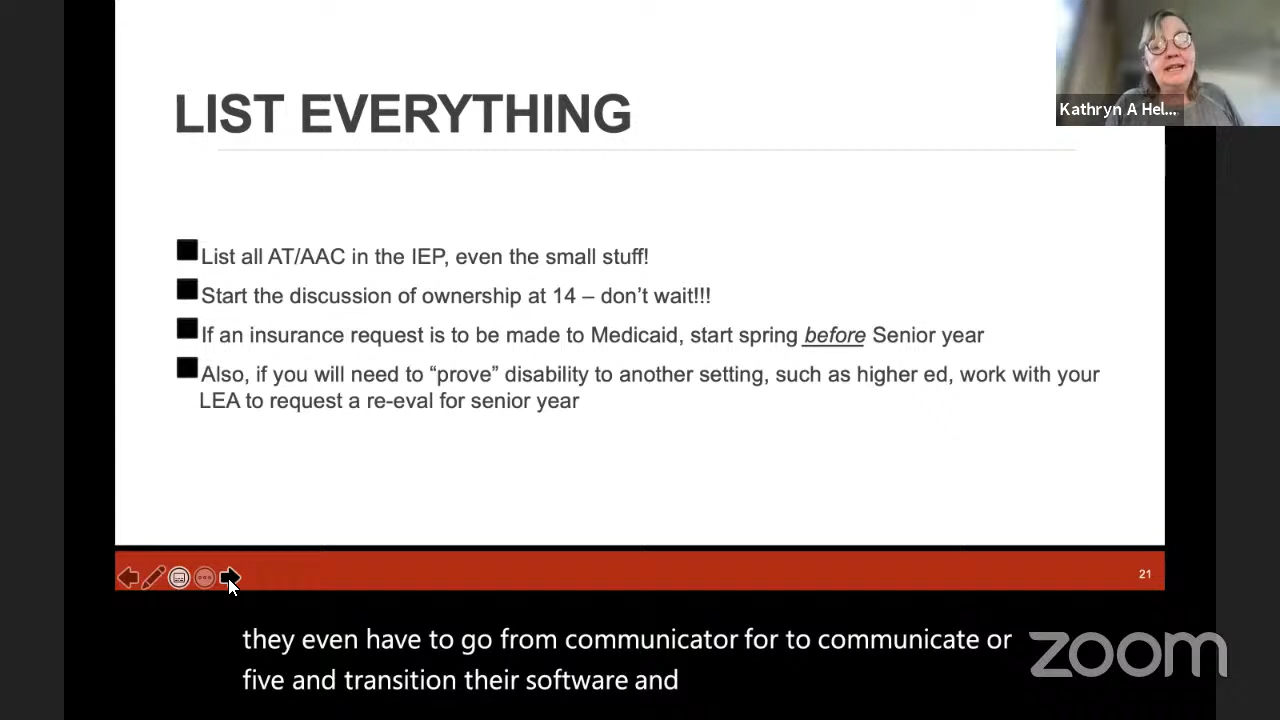 LIST EVERYTHING
Kathryn A Hel...
List all AT/AAC in the IEP, even the small stuff!
Start the discussion of ownership at 14 – don’t wait!!!
If an insurance request is to be made to Medicaid, start spring before Senior year
Also, if you will need to “prove” disability to another setting, such as higher ed, work with your
LEA to request a re-eval for senior year
21
they even have to go from communicator for to communicate or
five and transition their software and
zoom